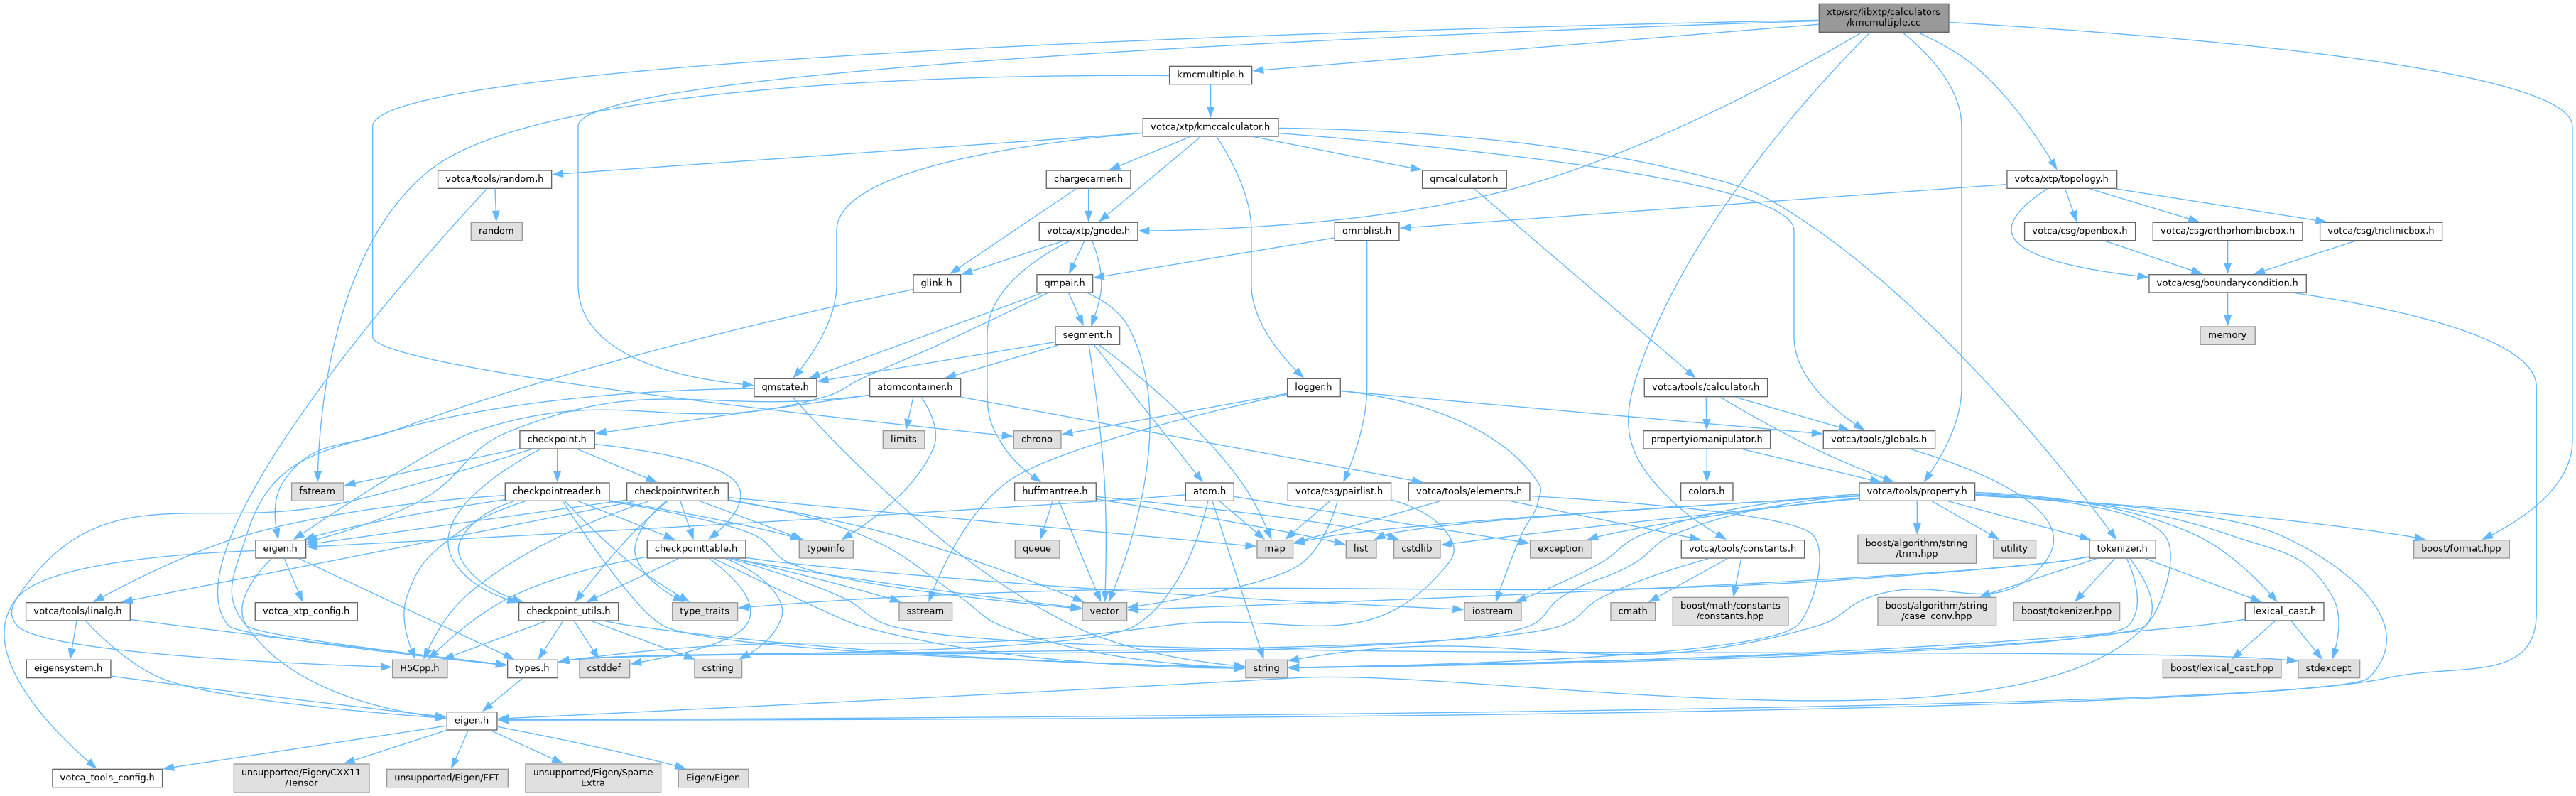 xtp/src/libxtp/calculators
/kmcmultiple.cc
kmcmultiple.h
votca/xtp/kmccalculator.h
votca/tools/random.h
chargecarrier.h
qmcalculator.h
votca/xtp/topology.h
random
votca/xtp/gnode.h
qmnblist.h
votca/csg/openbox.h
votca/csg/orthorhombicbox.h
votca/csg/triclinicbox.h
glink.h
qmpair.h
votca/csg/boundarycondition.h
segment.h
memory
qmstate.h
atomcontainer.h
logger.h
votca/tools/calculator.h
checkpoint.h
limits
chrono
propertyiomanipulator.h
votca/tools/globals.h
fstream
checkpointreader.h
checkpointwriter.h
huffmantree.h
atom.h
votca/csg/pairlist.h
votca/tools/elements.h
colors.h
votca/tools/property.h
eigen.h
checkpointtable.h
typeinfo
queue
map
list
cstdlib
exception
votca/tools/constants.h
boost/algorithm/string
/trim.hpp
utility
tokenizer.h
boost/format.hpp
votca/tools/linalg.h
votca_xtp_config.h
checkpoint_utils.h
type_traits
sstream
vector
iostream
cmath
boost/math/constants
/constants.hpp
boost/algorithm/string
/case_conv.hpp
boost/tokenizer.hpp
lexical_cast.h
eigensystem.h
H5Cpp.h
types.h
cstddef
cstring
string
boost/lexical_cast.hpp
stdexcept
eigen.h
votca_tools_config.h
unsupported/Eigen/CXX11
/Tensor
unsupported/Eigen/FFT
unsupported/Eigen/Sparse
Extra
Eigen/Eigen